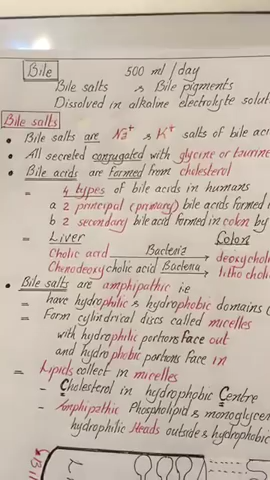 Bile 500 ml/day
Bile salts & Bile pigments
Dissolved in alkaline electrolyte solut
Bile salts
• Bile salts are Na+ & K+ salts of bile ac
• All secreted conjugated with glycine or taurine
• Bile acids are formed from cholesterol
= 4 types of bile acids in humans
a 2 principal (primary) bile acids formed i
b 2 secondary bile acid formed in colon by
= Liver Colon
Cholic acid Bacteria deoxychol
Chenodeoxycholic acid Bacteria litho chol
• Bile salts are amphipathic ie
= have hydrophilic & hydrophobic domains
= Form cylindrical discs called micelles
with hydrophilic portions face out
and hydrophobic portions face in
= Lipids collect in micelles
- Cholesterol in hydrophobic Centre
- Amphipathic Phospholipid & monoglycer
hydrophilic Heads outside & hydrophobic